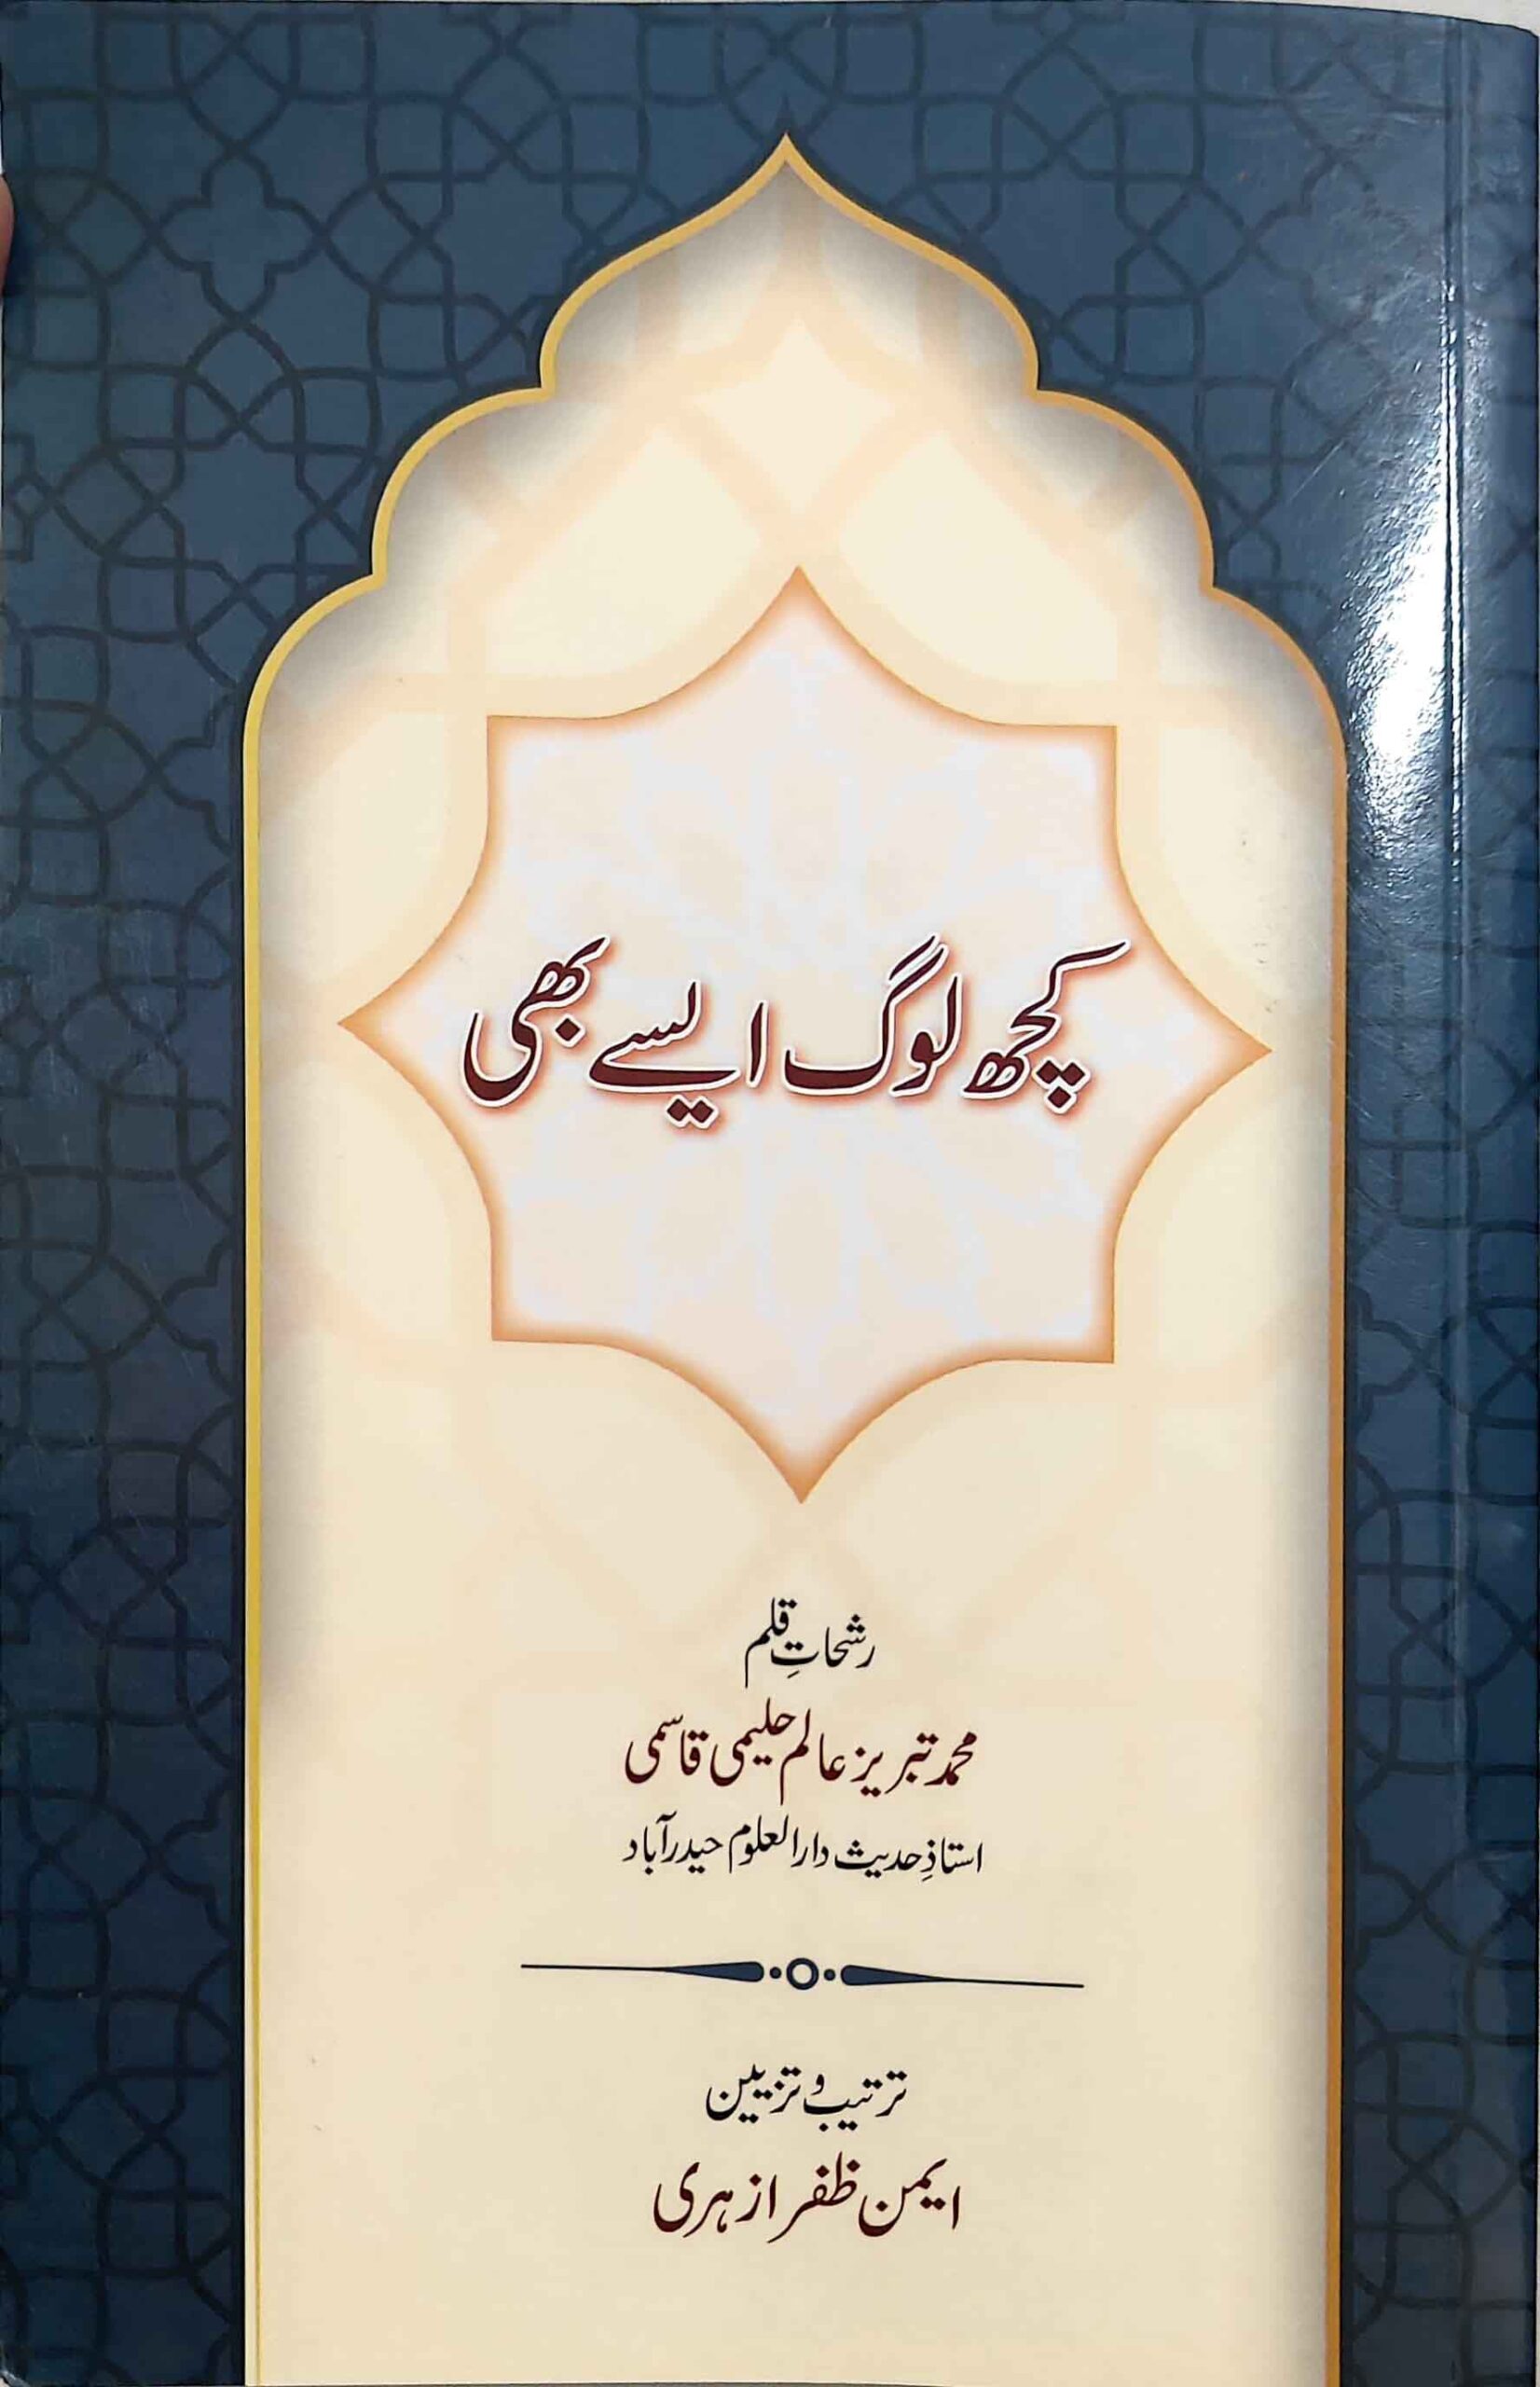 کچھ لوگ ایسے بھی
رشحاتِ قلم
محمد تبریز عالم حلیمی قاسمی
استاذِ حدیث دارالعلوم حیدرآباد
ترتیب و تزیین
ایمن ظفر ازہری